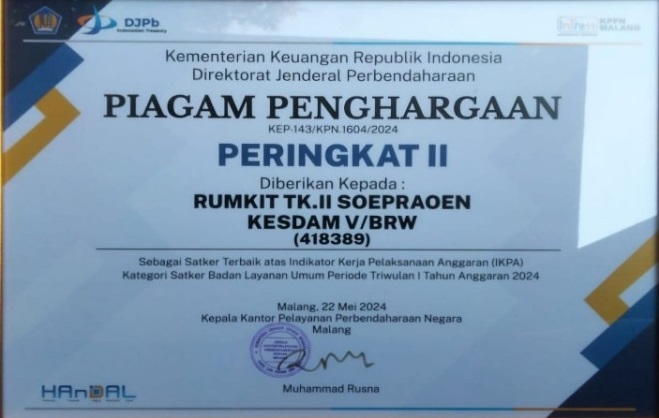 DJPb
Indonesian Treasury
KPPN
MALANG
Kementerian Keuangan Republik Indonesia
Direktorat Jenderal Perbendaharaan
PIAGAM PENGHARGAAN
KEP-143/KPN.1604/2024
PERINGKAT II
Diberikan Kepada :
RUMKIT TK.II SOEPRAOEN
KESDAM V/BRW
(418389)
Sebagai Satker Terbaik atas Indikator Kerja Pelaksanaan Anggaran (IKPA)
Kategori Satker Badan Layanan Umum Periode Triwulan I Tahun Anggaran 2024
Malang, 22 Mei 2024
Kepala Kantor Pelayanan Perbendaharaan Negara
Malang
Muhammad Rusna
HAnDAL